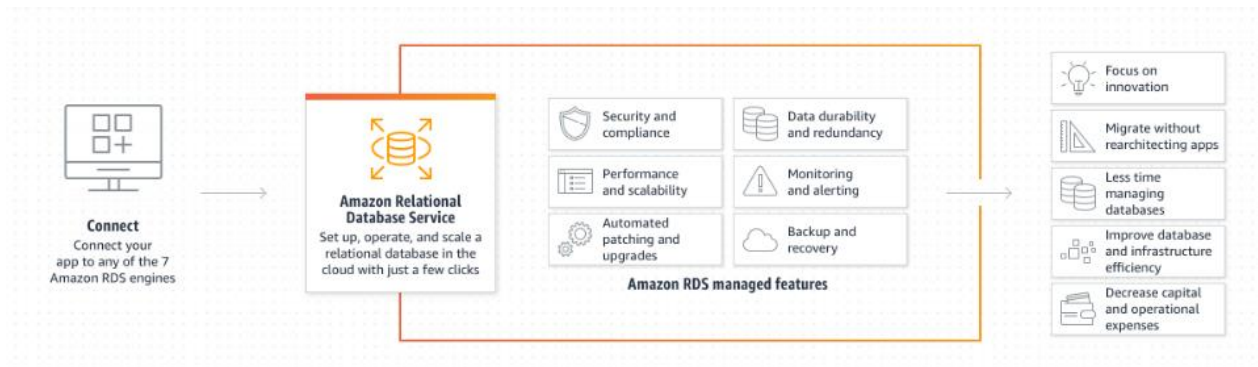 Connect
Connect your
app to any of the 7
Amazon RDS engines
Amazon Relational
Database Service
Set up, operate, and scale a
relational database in the
cloud with just a few clicks
Security and
compliance
Data durability
and redundancy
Performance
and scalability
Monitoring
and alerting
Automated
patching and
upgrades
Backup and
recovery
Amazon RDS managed features
Focus on
innovation
Migrate without
rearchitecting apps
Less time
managing
databases
Improve database
and infrastructure
efficiency
Decrease capital
and operational
expenses